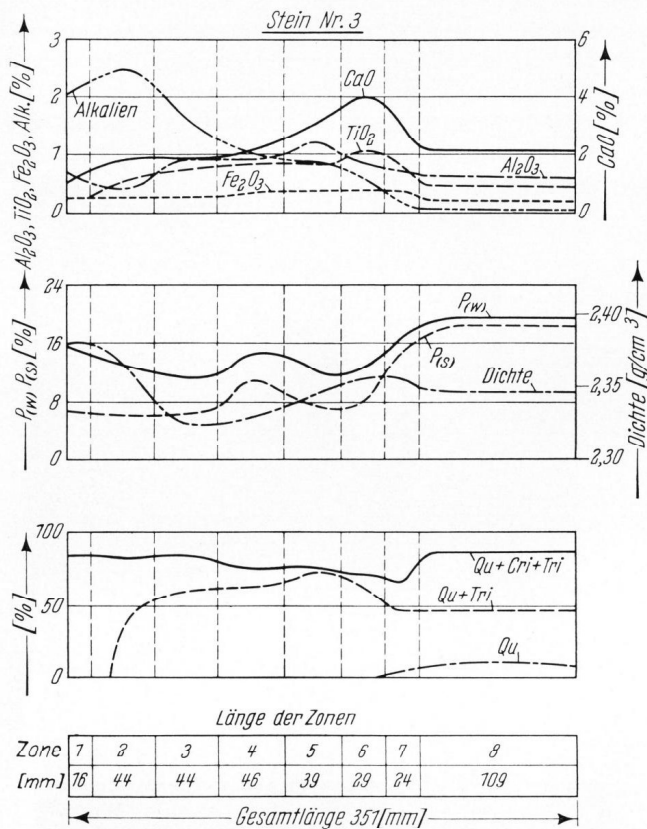 Stein Nr. 3
Al2O3, TiO2, Fe2O3, Alk. [%]
3
2
1
0
6
4
2
0
CaO [%]
Alkalien
CaO
TiO2
Al2O3
Fe2O3
P(W) P(S) [%]
24
16
8
0
2,40
2,35
2,30
Dichte [g/cm3]
P(W)
P(S)
Dichte
[%]
100
50
0
Qu + Cri + Tri
Qu + Tri
Qu
Länge der Zonen
Zone 1 2 3 4 5 6 7 8
[mm] 16 44 44 46 39 29 24 109
Gesamtlänge 351 [mm]